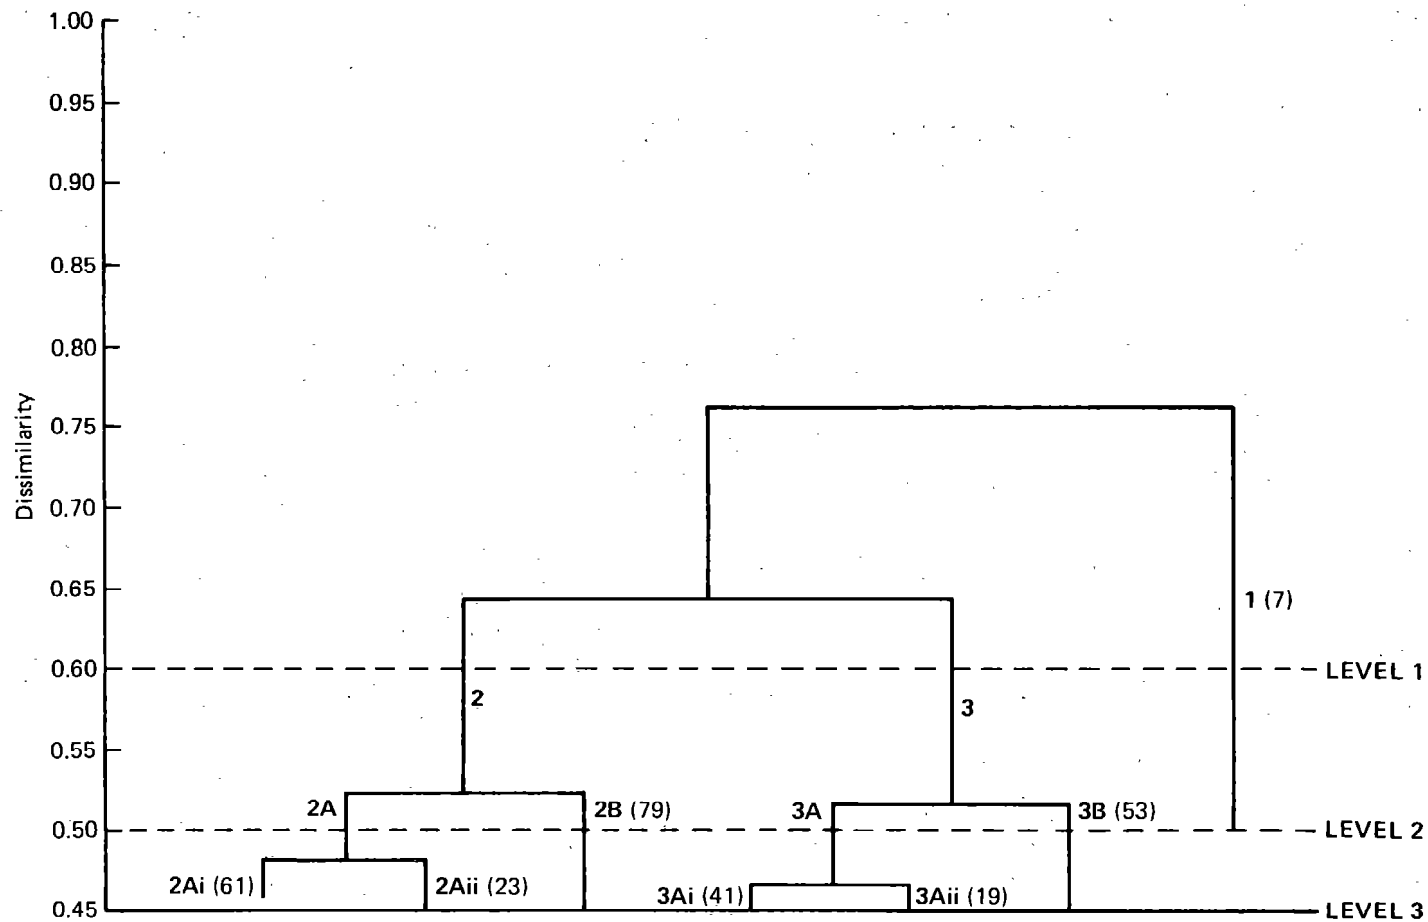 1.00
0.95
0.90
0.85
0.80
0.75
0.70
0.65
0.60
0.55
0.50
0.45
Dissimilarity
1 (7)
LEVEL 1
2
3
2A
2B (79)
3A
3B (53)
LEVEL 2
2Ai (61)
2Aii (23)
3Ai (41)
3Aii (19)
LEVEL 3